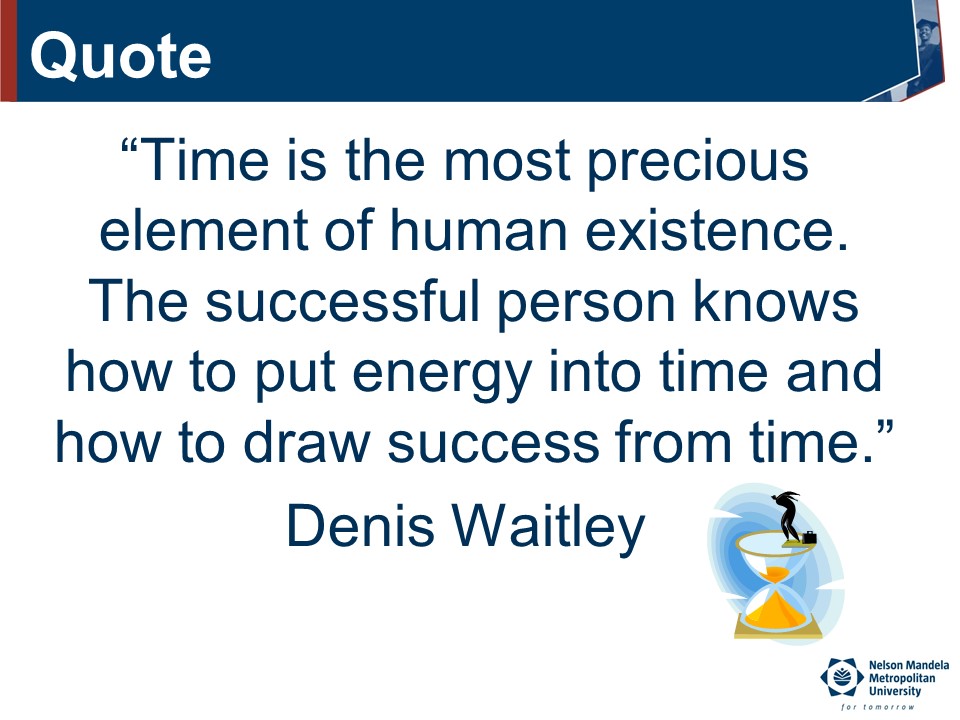 Quote
“Time is the most precious
element of human existence.
The successful person knows
how to put energy into time and
how to draw success from time.”
Denis Waitley
Nelson Mandela
Metropolitan
University
for tomorrow